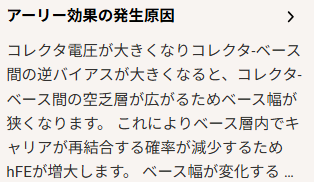 アーリー効果の発生原因
コレクタ電圧が大きくなりコレクタ-ベース
間の逆バイアスが大きくなると、コレクタ-
ベース間の空乏層が広がるためベース幅が
狭くなります。 これによりベース層内でキ
ャリアが再結合する確率が減少するため
hFEが増大します。 ベース幅が変化する ...